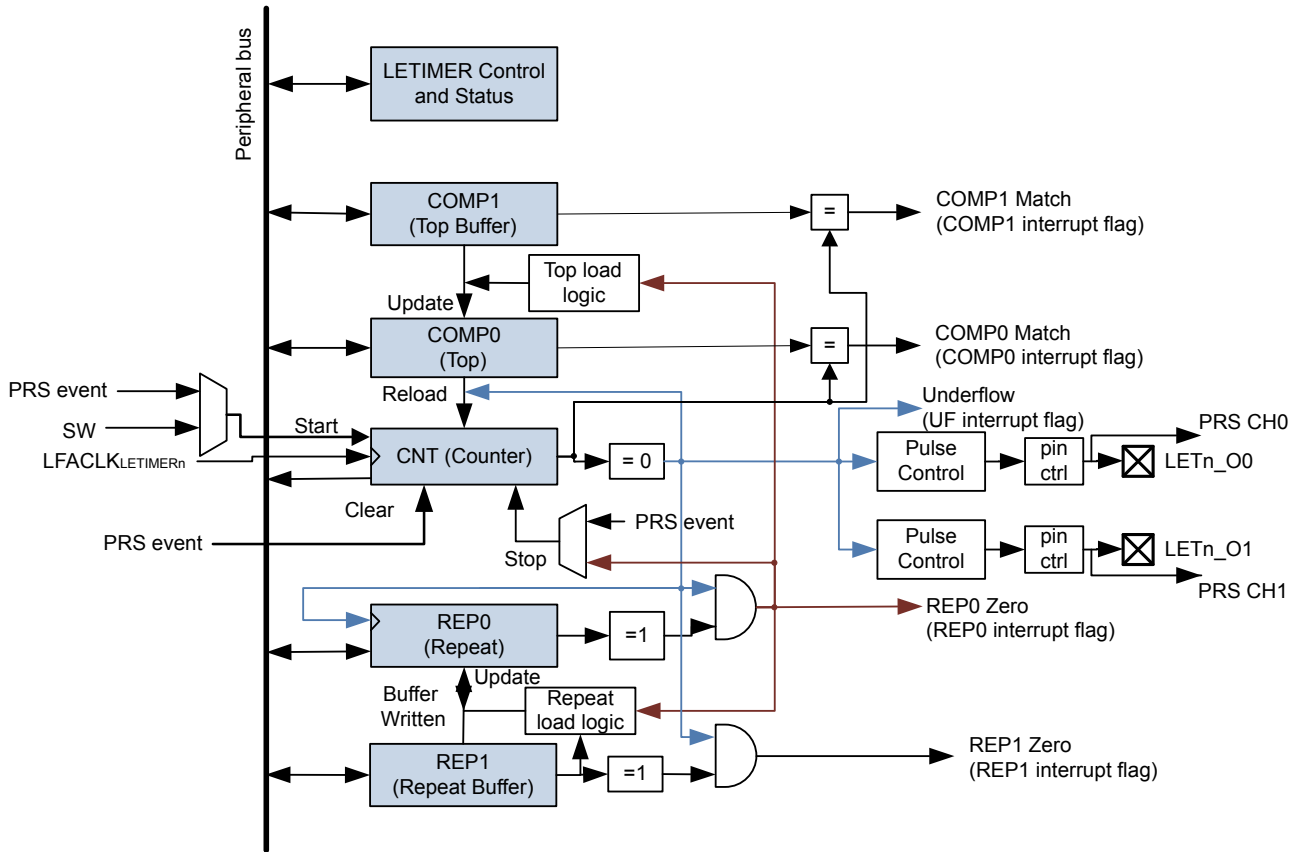 Peripheral bus
LETIMER Control
and Status
COMP1
(Top Buffer)
=
COMP1 Match
(COMP1 interrupt flag)
Top load
logic
Update
COMP0
(Top)
=
COMP0 Match
(COMP0 interrupt flag)
PRS event
SW
Start
LFACLKLETIMERn
Reload
CNT (Counter)
= 0
Underflow
(UF interrupt flag)
Pulse
Control
pin
ctrl
PRS CH0
LETn_O0
Clear
PRS event
Stop
PRS event
Pulse
Control
pin
ctrl
LETn_O1
PRS CH1
REP0
(Repeat)
=1
REP0 Zero
(REP0 interrupt flag)
Update
Buffer
Written
Repeat
load logic
REP1
(Repeat Buffer)
=1
REP1 Zero
(REP1 interrupt flag)